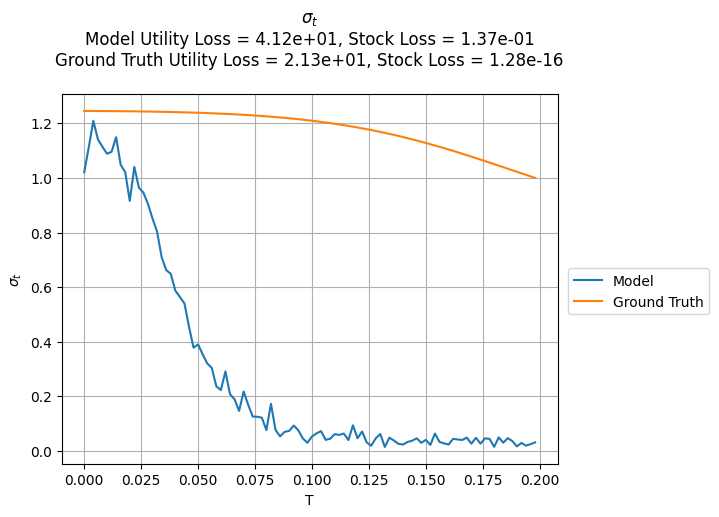 σt
Model Utility Loss = 4.12e+01, Stock Loss = 1.37e-01
Ground Truth Utility Loss = 2.13e+01, Stock Loss = 1.28e-16
1.2
1.0
0.8
0.6
0.4
0.2
0.0
σt
0.000 0.025 0.050 0.075 0.100 0.125 0.150 0.175 0.200
T
Model
Ground Truth